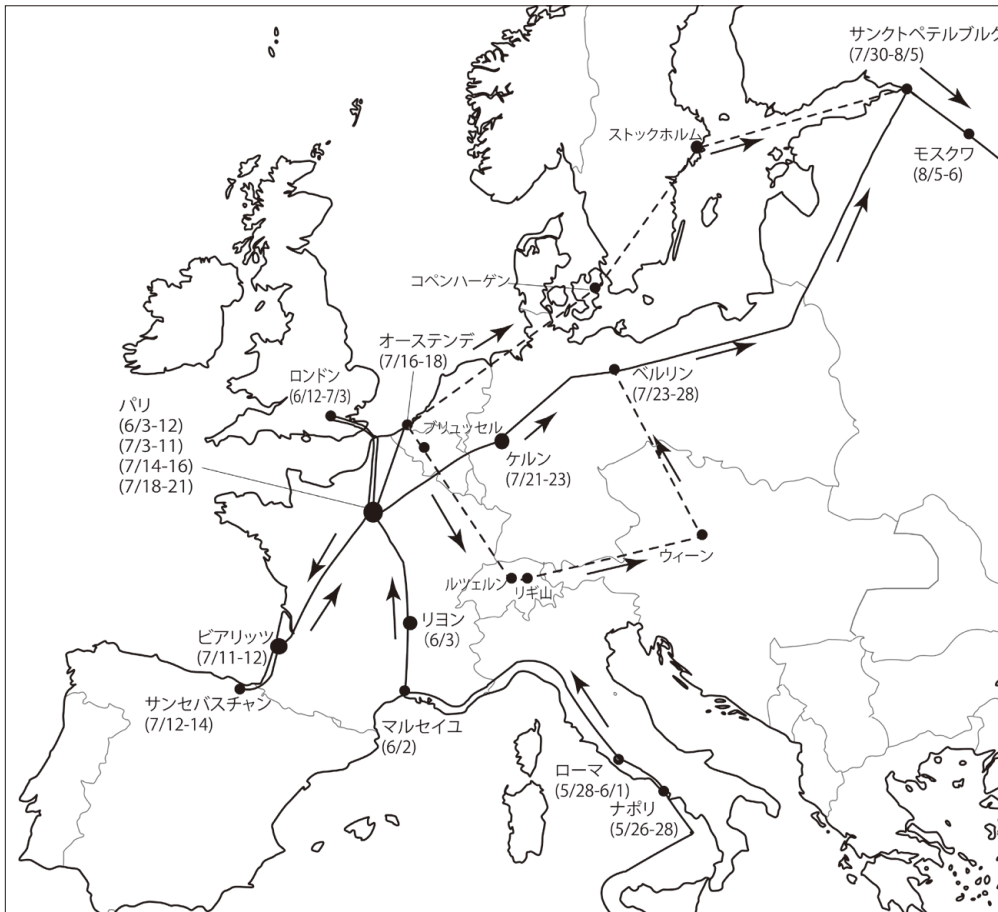 サンクトペテルブルク
(7/30-8/5)
ストックホルム
モスクワ
(8/5-6)
コペンハーゲン
オーステンデ
(7/16-18)
ロンドン
(6/12-7/3)
ベルリン
(7/23-28)
パリ
(6/3-12)
(7/3-11)
(7/14-16)
(7/18-21)
ブリュッセル
ケルン
(7/21-23)
ウィーン
ルツェルン
リギ山
リヨン
(6/3)
ビアリッツ
(7/11-12)
サンセバスチャン
(7/12-14)
マルセイユ
(6/2)
ローマ
(5/28-6/1)
ナポリ
(5/26-28)